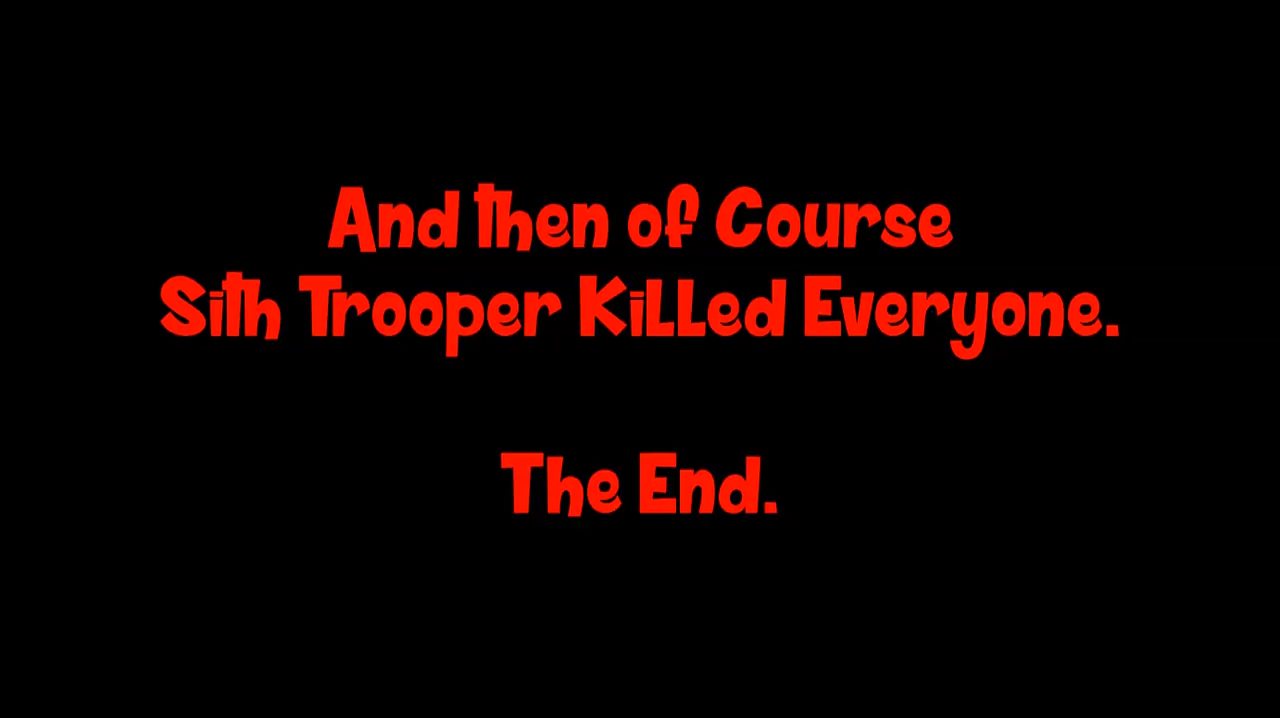 And then of Course
Sith Trooper Killed Everyone.
The End.